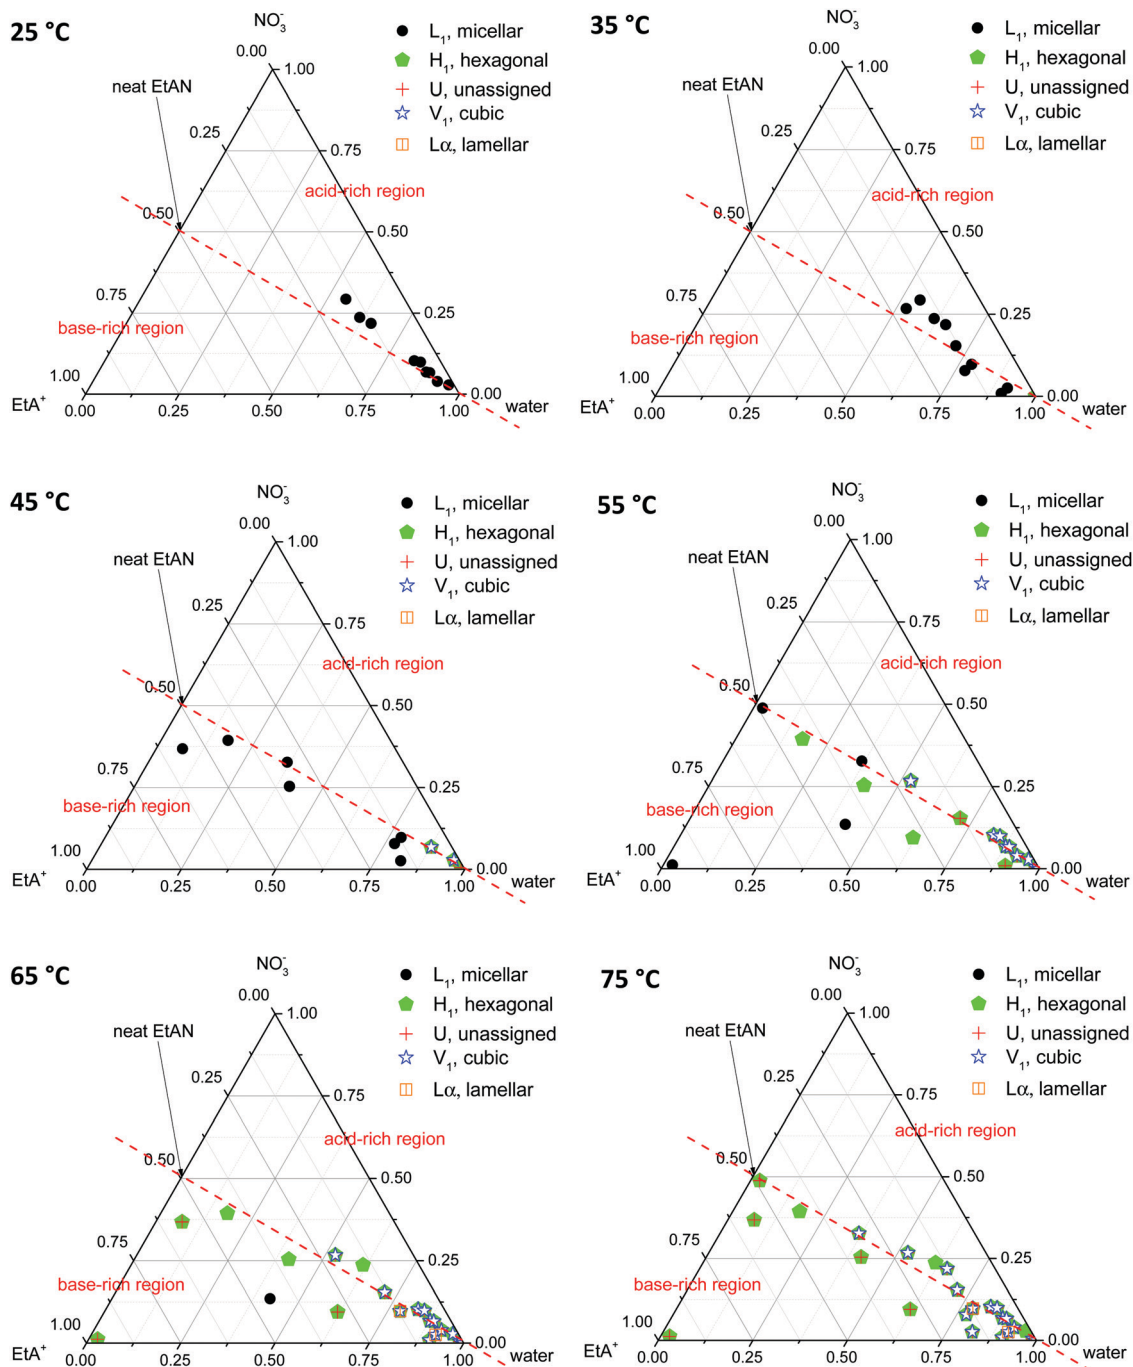 25 °C
NO₃⁻
0.00
1.00
L₁, micellar
H₁, hexagonal
U, unassigned
V₁, cubic
Lα, lamellar
neat EtAN
0.25
0.75
acid-rich region
0.50
0.50
0.75
0.25
base-rich region
1.00
0.00
EtA⁺
0.00
0.25
0.50
0.75
1.00
water
35 °C
NO₃⁻
0.00
1.00
L₁, micellar
H₁, hexagonal
U, unassigned
V₁, cubic
Lα, lamellar
neat EtAN
0.25
0.75
acid-rich region
0.50
0.50
0.75
0.25
base-rich region
1.00
0.00
EtA⁺
0.00
0.25
0.50
0.75
1.00
water
45 °C
NO₃⁻
0.00
1.00
L₁, micellar
H₁, hexagonal
U, unassigned
V₁, cubic
Lα, lamellar
neat EtAN
0.25
0.75
acid-rich region
0.50
0.50
0.75
0.25
base-rich region
1.00
0.00
EtA⁺
0.00
0.25
0.50
0.75
1.00
water
55 °C
NO₃⁻
0.00
1.00
L₁, micellar
H₁, hexagonal
U, unassigned
V₁, cubic
Lα, lamellar
neat EtAN
0.25
0.75
acid-rich region
0.50
0.50
0.75
0.25
base-rich region
1.00
0.00
EtA⁺
0.00
0.25
0.50
0.75
1.00
water
65 °C
NO₃⁻
0.00
1.00
L₁, micellar
H₁, hexagonal
U, unassigned
V₁, cubic
Lα, lamellar
neat EtAN
0.25
0.75
acid-rich region
0.50
0.50
0.75
0.25
base-rich region
1.00
0.00
EtA⁺
0.00
0.25
0.50
0.75
1.00
water
75 °C
NO₃⁻
0.00
1.00
L₁, micellar
H₁, hexagonal
U, unassigned
V₁, cubic
Lα, lamellar
neat EtAN
0.25
0.75
acid-rich region
0.50
0.50
0.75
0.25
base-rich region
1.00
0.00
EtA⁺
0.00
0.25
0.50
0.75
1.00
water